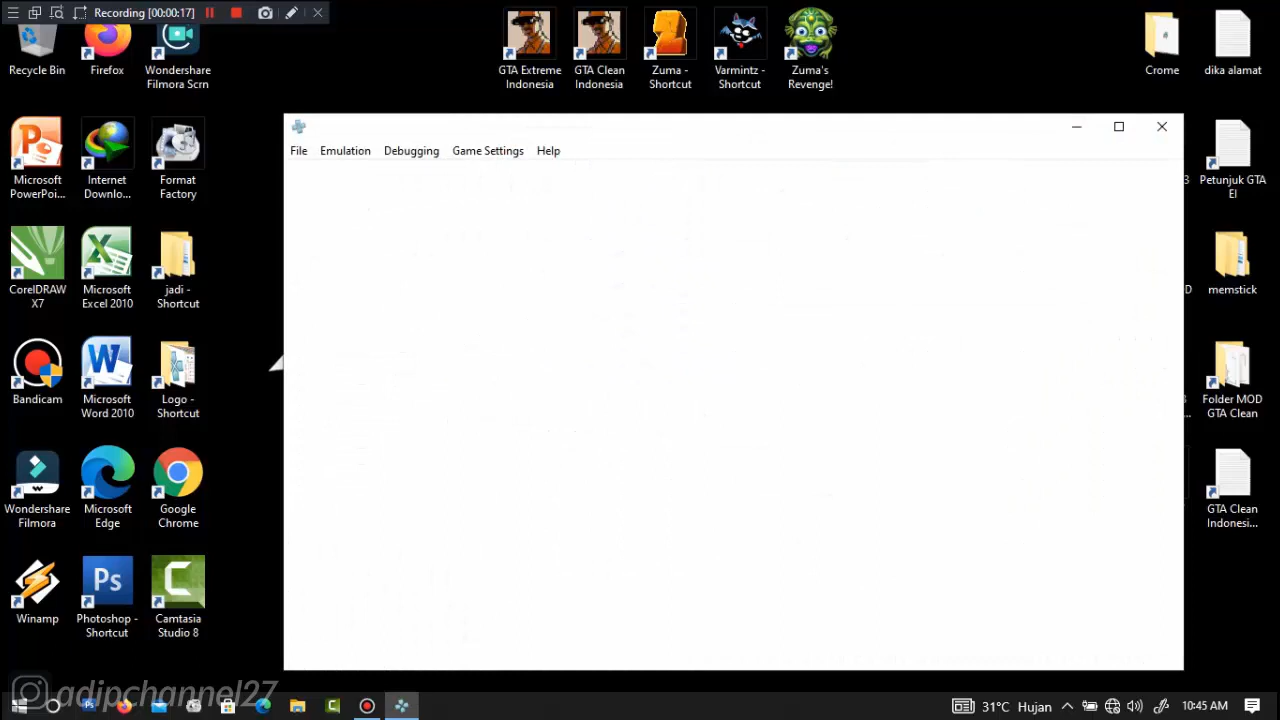 Recording [00:00:17]
Recycle Bin
Firefox
Wondershare
Filmora Scrn
GTA Extreme
Indonesia
GTA Clean
Indonesia
Zuma -
Shortcut
Varmintz -
Shortcut
Zuma's
Revenge!
Crome
dika alamat
File Emulation Debugging Game Settings Help
Microsoft
PowerPoi...
Internet
Downlo...
Format
Factory
3
Petunjuk GTA
EI
CorelDRAW
X7
Microsoft
Excel 2010
jadi -
Shortcut
D
memstick
Bandicam
Microsoft
Word 2010
Logo -
Shortcut
Folder MOD
GTA Clean
Wondershare
Filmora
Microsoft
Edge
Google
Chrome
GTA Clean
Indonesi...
Winamp
Photoshop -
Shortcut
Camtasia
Studio 8
adipchannel27
31°C Hujan
10:45 AM